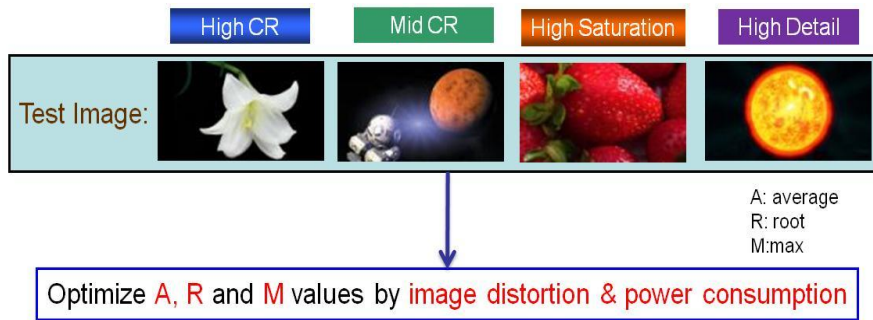 High CR
Mid CR
High Saturation
High Detail
Test Image:
A: average
R: root
M:max
Optimize A, R and M values by image distortion & power consumption